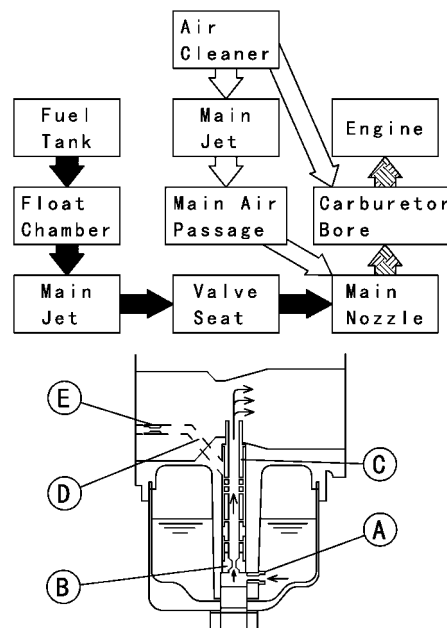 Air
Cleaner
Fuel
Tank
Main
Jet
Engine
Float
Chamber
Main Air
Passage
Carburetor
Bore
Main
Jet
Valve
Seat
Main
Nozzle
E
D
C
A
B